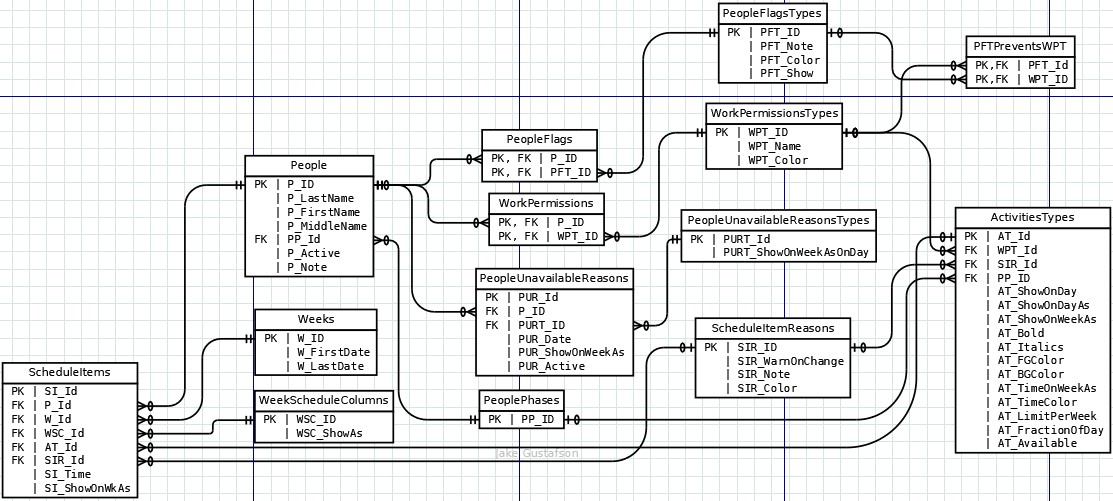 PeopleFlagsTypes
PK | PFT_ID
| PFT_Note
| PFT_Color
| PFT_Show
PFTPreventsWPT
PK,FK | PFT_Id
PK,FK | WPT_ID
WorkPermissionsTypes
PK | WPT_ID
| WPT_Name
| WPT_Color
PeopleFlags
PK, FK | P_ID
PK, FK | PFT_ID
People
PK | P_ID
| P_LastName
| P_FirstName
| P_MiddleName
FK | PP_Id
| P_Active
| P_Note
WorkPermissions
PK, FK | P_ID
PK, FK | WPT_ID
PeopleUnavailableReasonsTypes
PK | PURT_Id
| PURT_ShowOnWeekAsOnDay
ActivitiesTypes
PK | AT_Id
FK | WPT_Id
FK | SIR_Id
FK | PP_ID
| AT_ShowOnDay
| AT_ShowOnDayAs
| AT_ShowOnWeekAs
| AT_Bold
| AT_Italics
| AT_FGColor
| AT_BGColor
| AT_TimeOnWeekAs
| AT_TimeColor
| AT_LimitPerWeek
| AT_FractionOfDay
| AT_Available
PeopleUnavailableReasons
PK | PUR_Id
FK | P_ID
FK | PURT_ID
| PUR_Date
| PUR_ShowOnWeekAs
| PUR_Active
Weeks
PK | W_ID
| W_FirstDate
| W_LastDate
ScheduleItemReasons
PK | SIR_ID
| SIR_WarnOnChange
| SIR_Note
| SIR_Color
ScheduleItems
PK | SI_Id
FK | P_Id
FK | W_Id
FK | WSC_Id
FK | AT_Id
FK | SIR_Id
| SI_Time
| SI_ShowOnWkAs
WeekScheduleColumns
PK | WSC_ID
| WSC_ShowAs
PeoplePhases
PK | PP_ID
Jake Gustafson